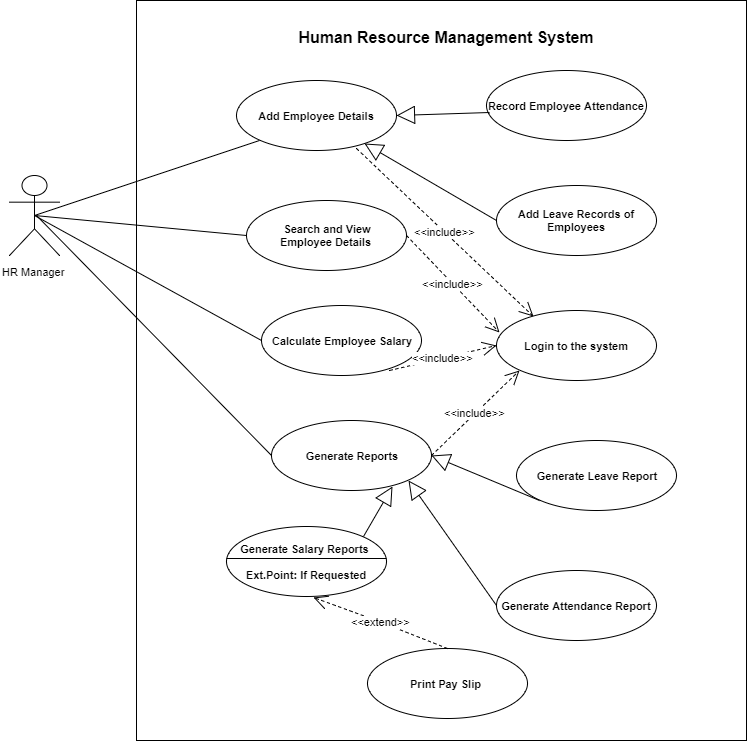 Human Resource Management System
Add Employee Details
Record Employee Attendance
Add Leave Records of
Employees
HR Manager
Search and View
Employee Details
<<include>>
<<include>>
Calculate Employee Salary
<<include>>
Login to the system
<<include>>
Generate Reports
Generate Leave Report
Generate Salary Reports
Ext.Point: If Requested
Generate Attendance Report
<<extend>>
Print Pay Slip